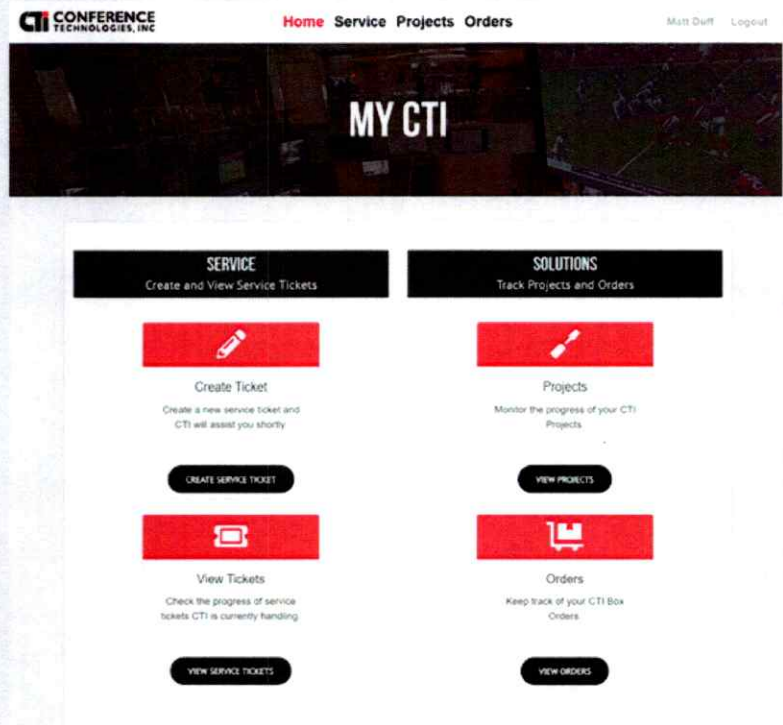 CTI CONFERENCE
TECHNOLOGIES, INC
Home Service Projects Orders
Matt Duff Logout
MY CTI
SERVICE
Create and View Service Tickets
SOLUTIONS
Track Projects and Orders
Create Ticket
Create a new service ticket and
CTI will assist you shortly
CREATE SERVICE TICKET
Projects
Monitor the progress of your CTI
Projects
VIEW PROJECTS
View Tickets
Check the progress of service
tickets CTI is currently handling
VIEW SERVICE TICKETS
Orders
Keep track of your CTI Box
Orders
VIEW ORDERS